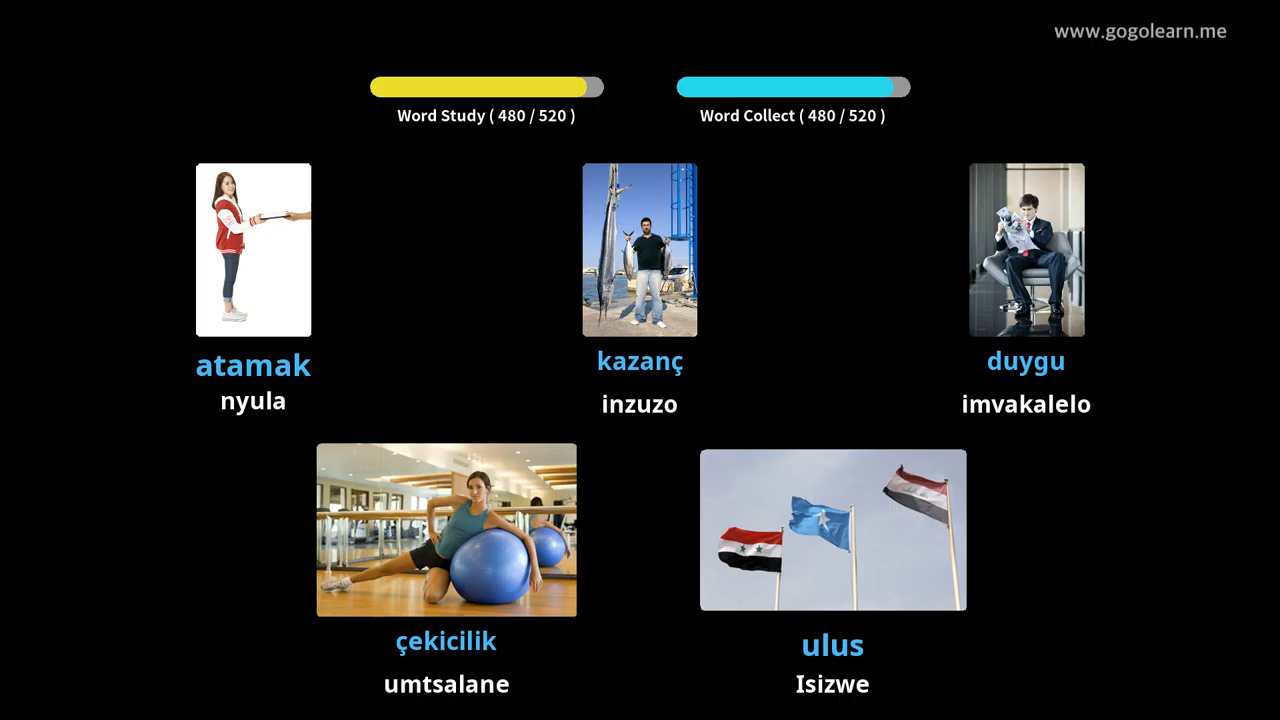 www.gogolearn.me
Word Study ( 480 / 520 )
Word Collect ( 480 / 520 )
atamak
nyula
kazanç
inzuzo
duygu
imvakalelo
çekicilik
umtsalane
ulus
Isizwe